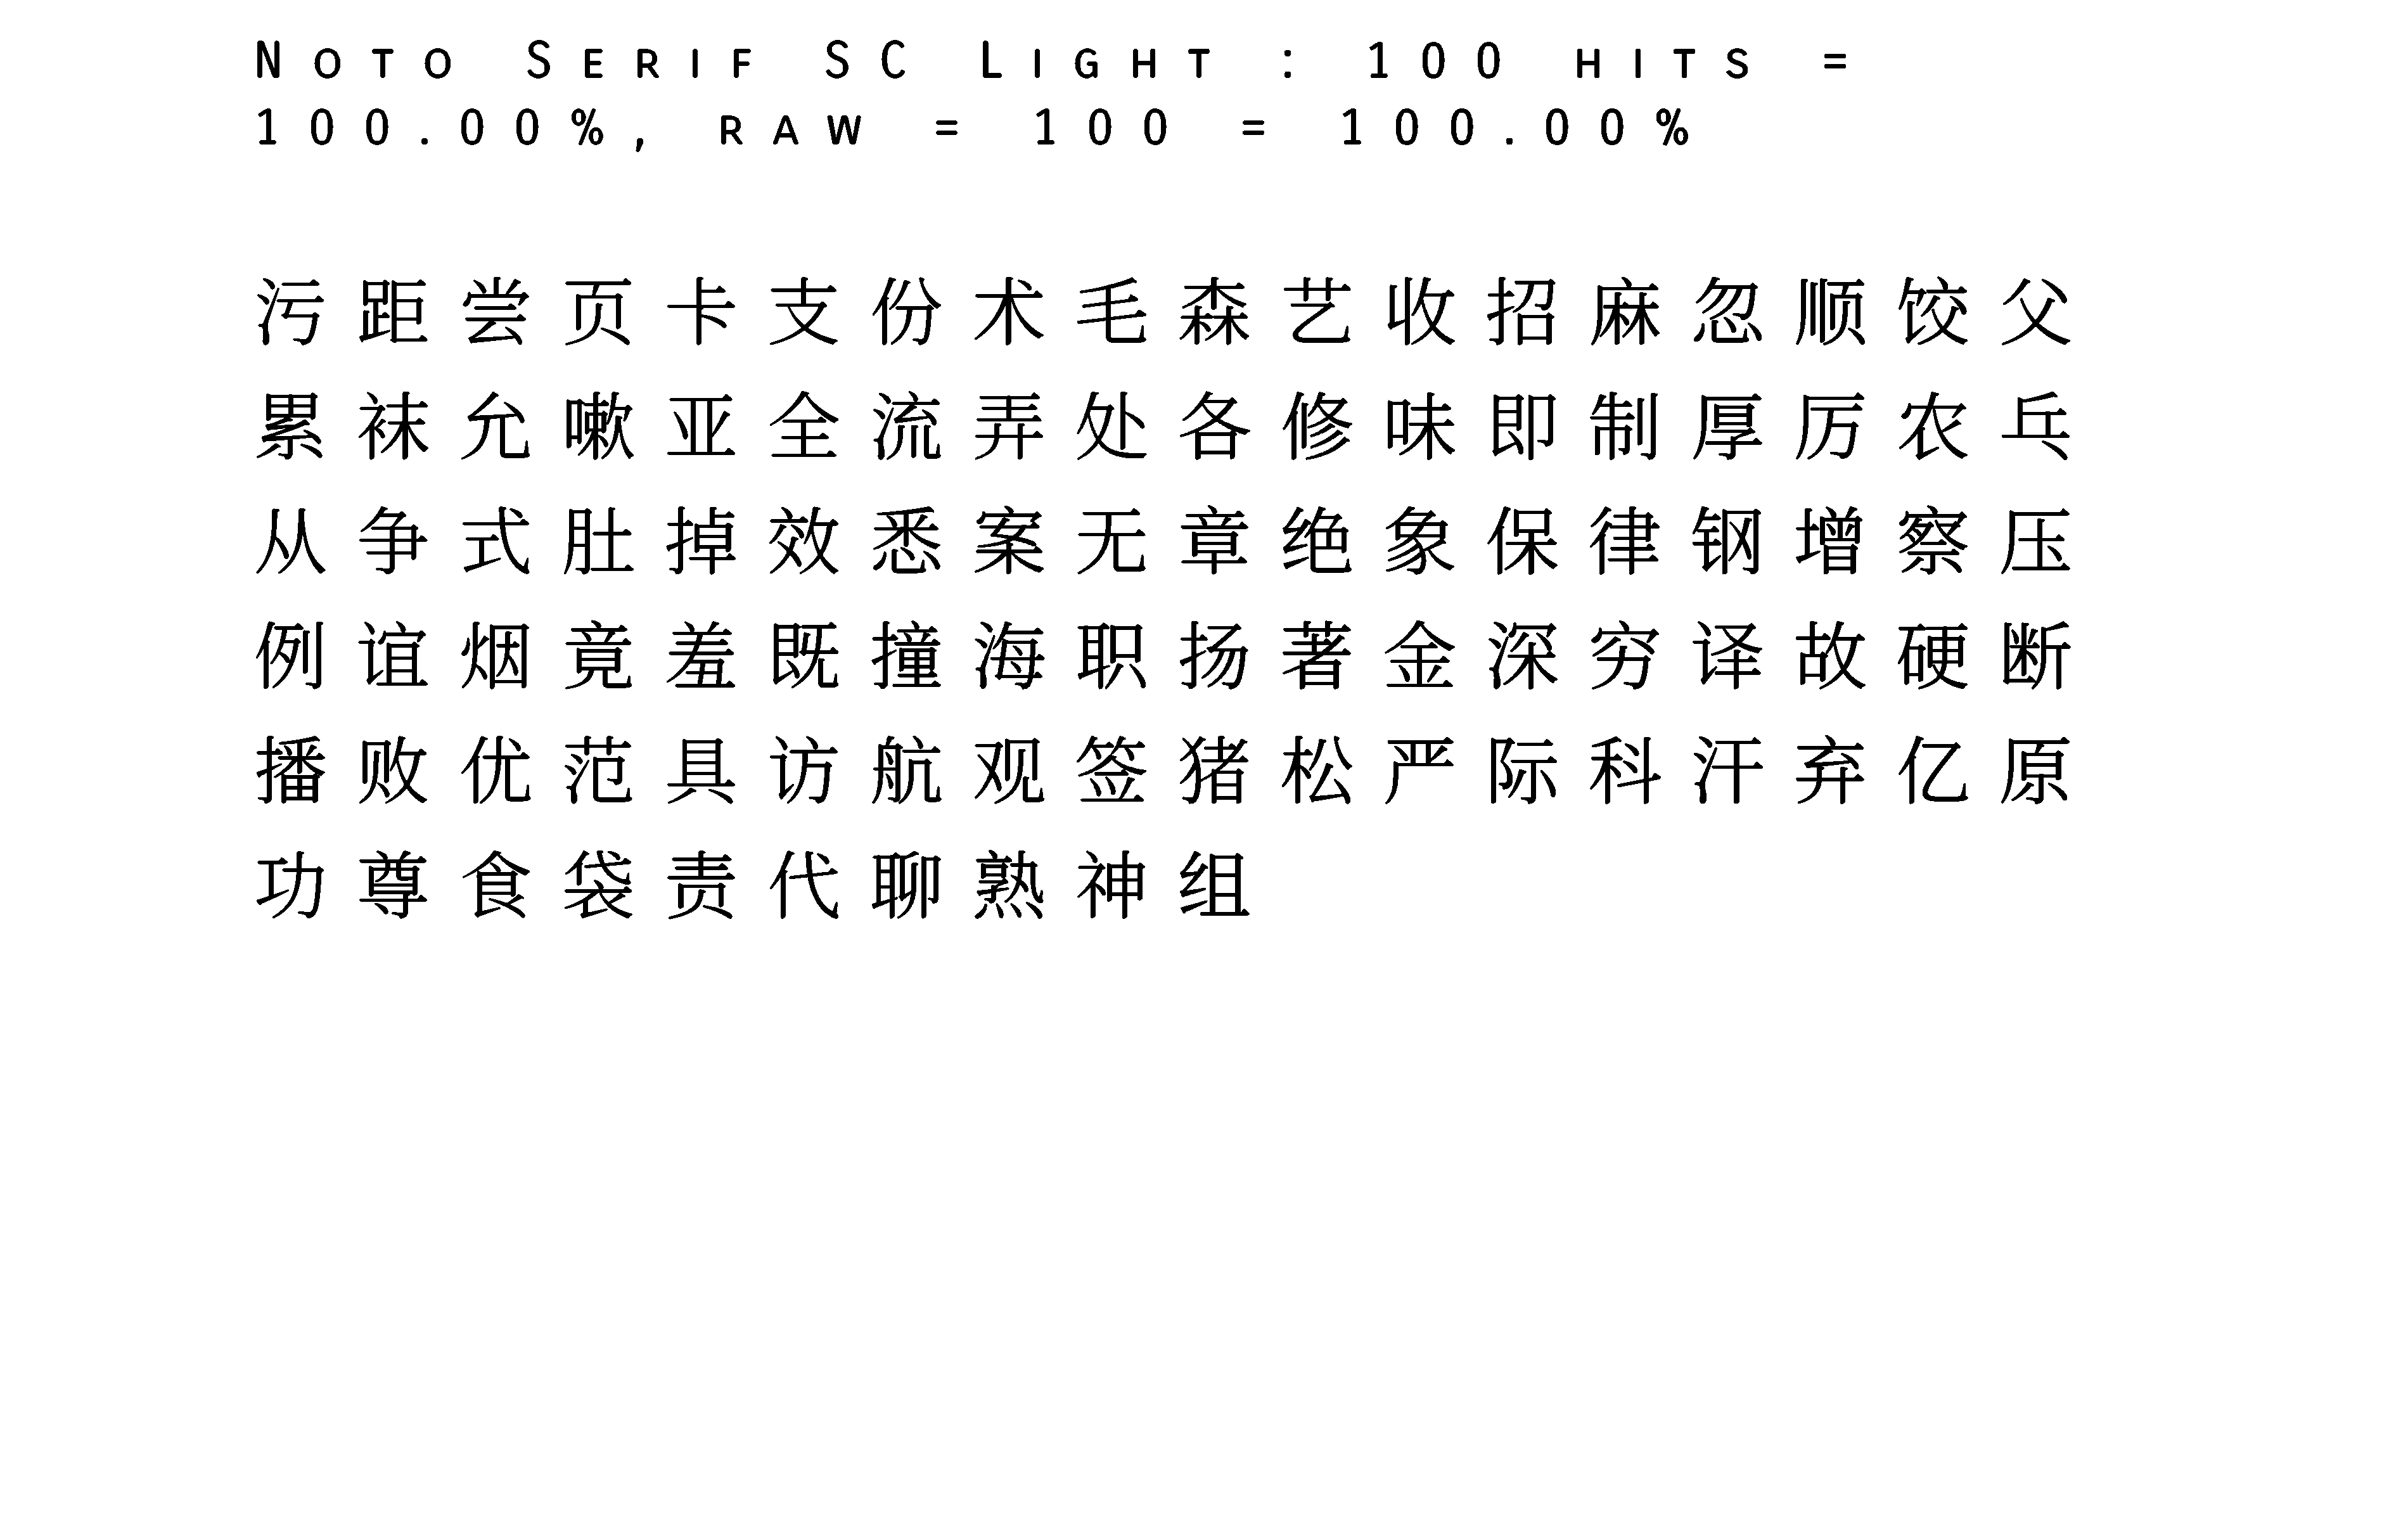 Noto Serif SC Light : 100 hits =
100.00%, raw = 100 = 100.00%
污距尝页卡支份术毛森艺收招麻忽顺饺父
累袜允嗽亚全流弄处各修味即制厚厉农乓
从争式肚掉效悉案无章绝象保律钢增察压
例谊烟竟羞既撞海职扬著金深穷译故硬断
播败优范具访航观签猪松严际科汗弃亿原
功尊食袋责代聊熟神组